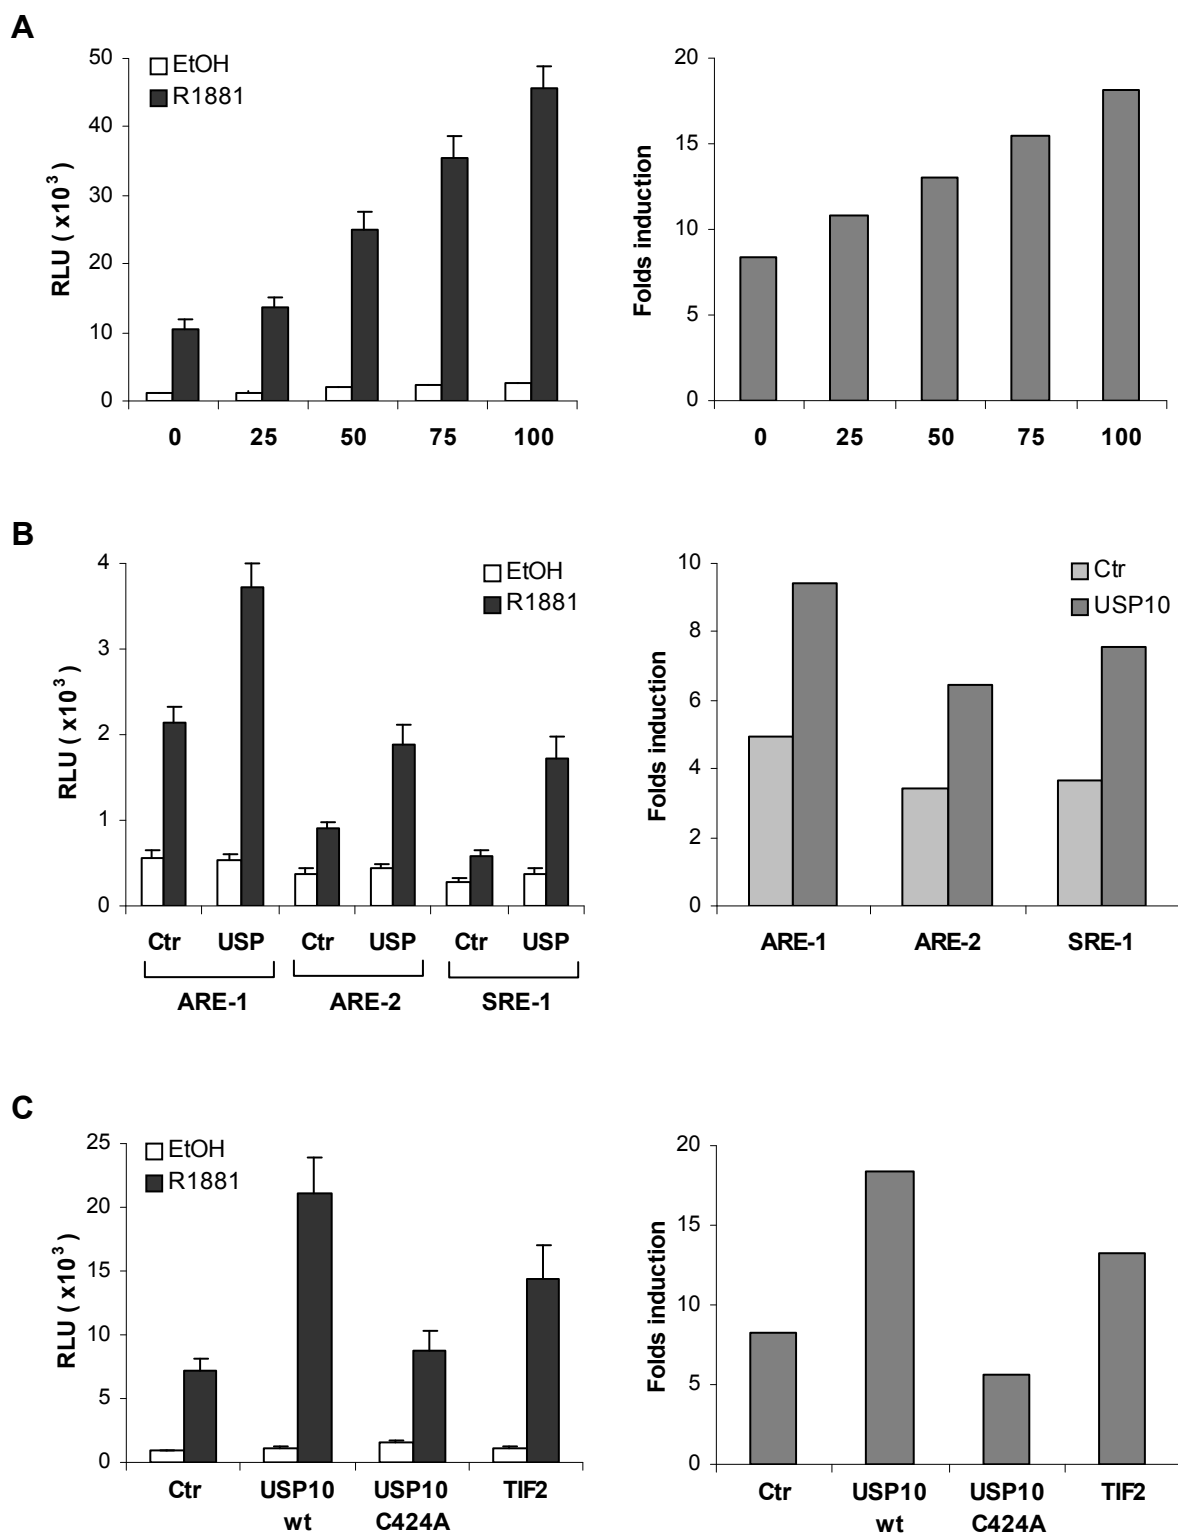 A
EtOH
R1881
RLU ( x10³ )
50
40
30
20
10
0
0 25 50 75 100
Folds induction
20
15
10
5
0
0 25 50 75 100
B
EtOH
R1881
RLU ( x10³ )
4
3
2
1
0
Ctr USP Ctr USP Ctr USP
ARE-1 ARE-2 SRE-1
Ctr
USP10
Folds induction
10
8
6
4
2
0
ARE-1 ARE-2 SRE-1
C
EtOH
R1881
RLU ( x10³ )
25
20
15
10
5
0
Ctr USP10 USP10 TIF2
wt C424A
Folds induction
20
15
10
5
0
Ctr USP10 USP10 TIF2
wt C424A